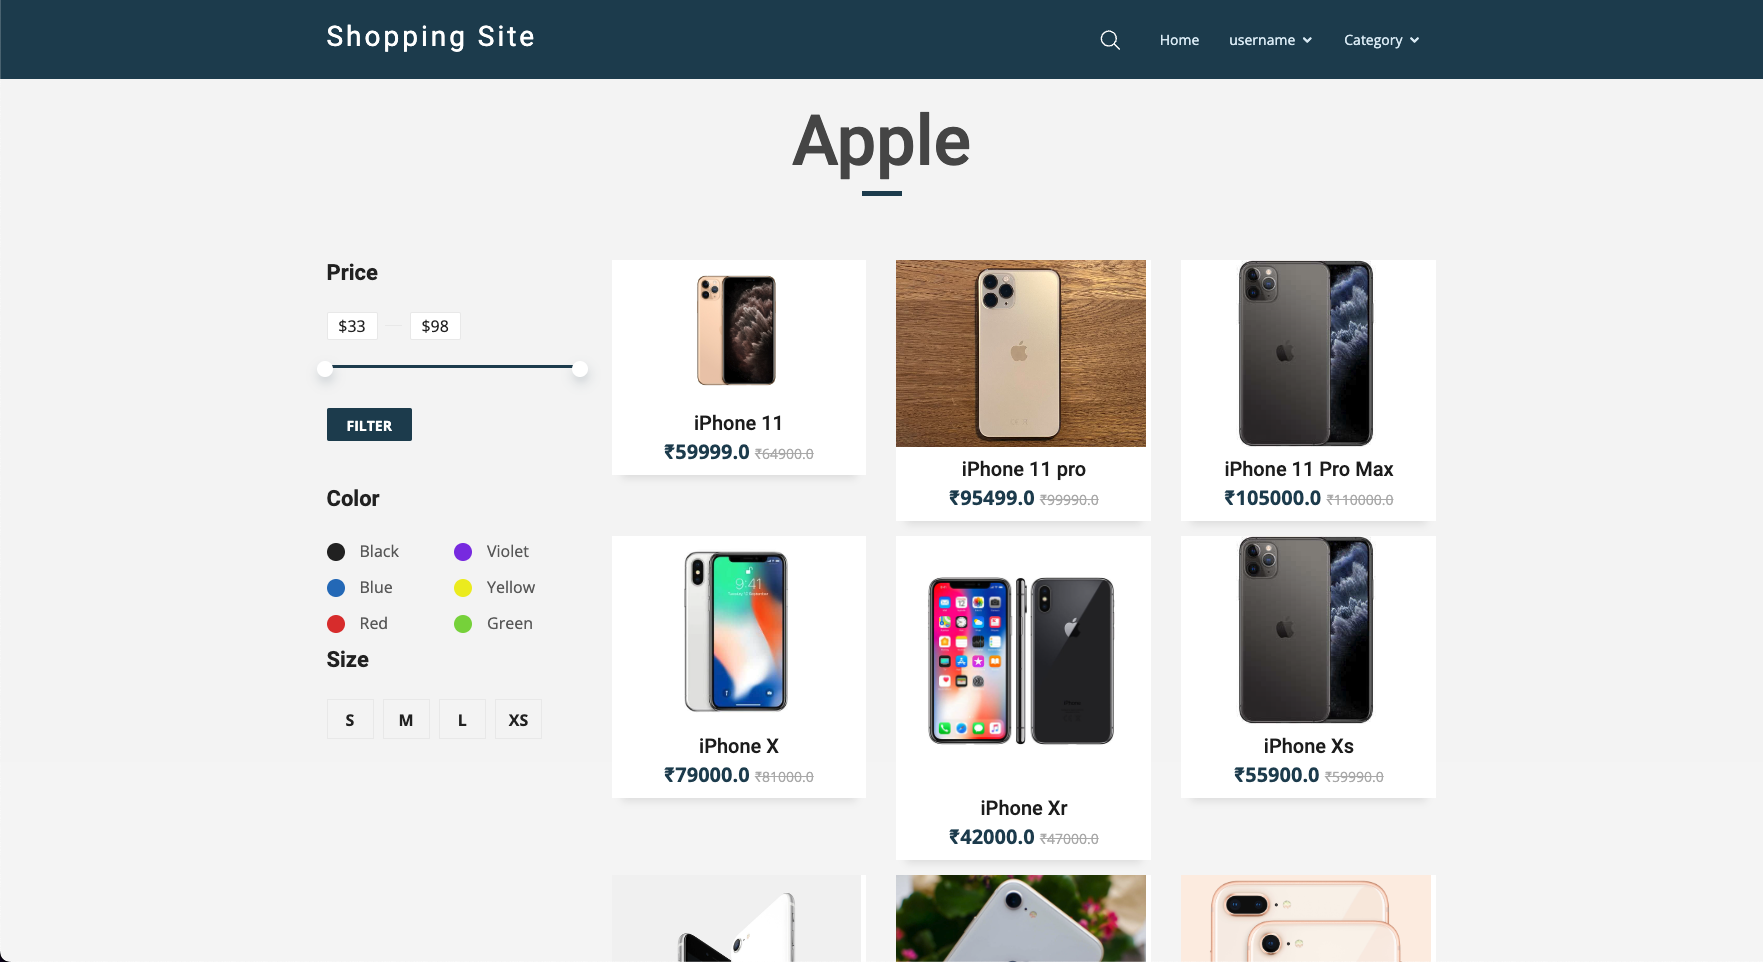 Shopping Site
Home
username
Category
Apple
Price
$33
$98
FILTER
Color
Black
Violet
Blue
Yellow
Red
Green
Size
S
M
L
XS
iPhone 11
₹59999.0 ₹64900.0
iPhone 11 pro
₹95499.0 ₹99990.0
iPhone 11 Pro Max
₹105000.0 ₹110000.0
9:41
iPhone X
₹79000.0 ₹81000.0
iPhone Xr
₹42000.0 ₹47000.0
iPhone Xs
₹55900.0 ₹59990.0